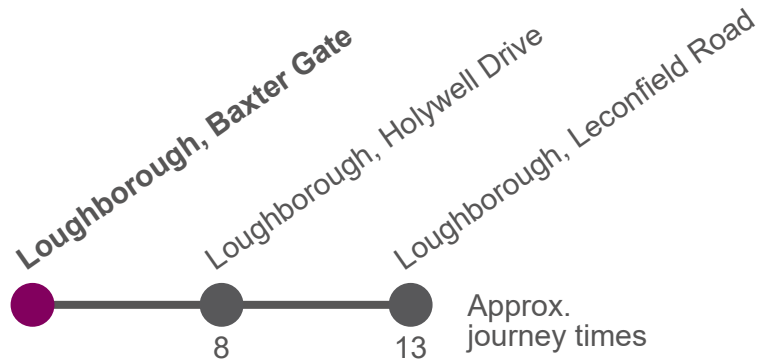 Loughborough, Baxter Gate
Loughborough, Holywell Drive
Loughborough, Leconfield Road
Approx.
journey times
8
13